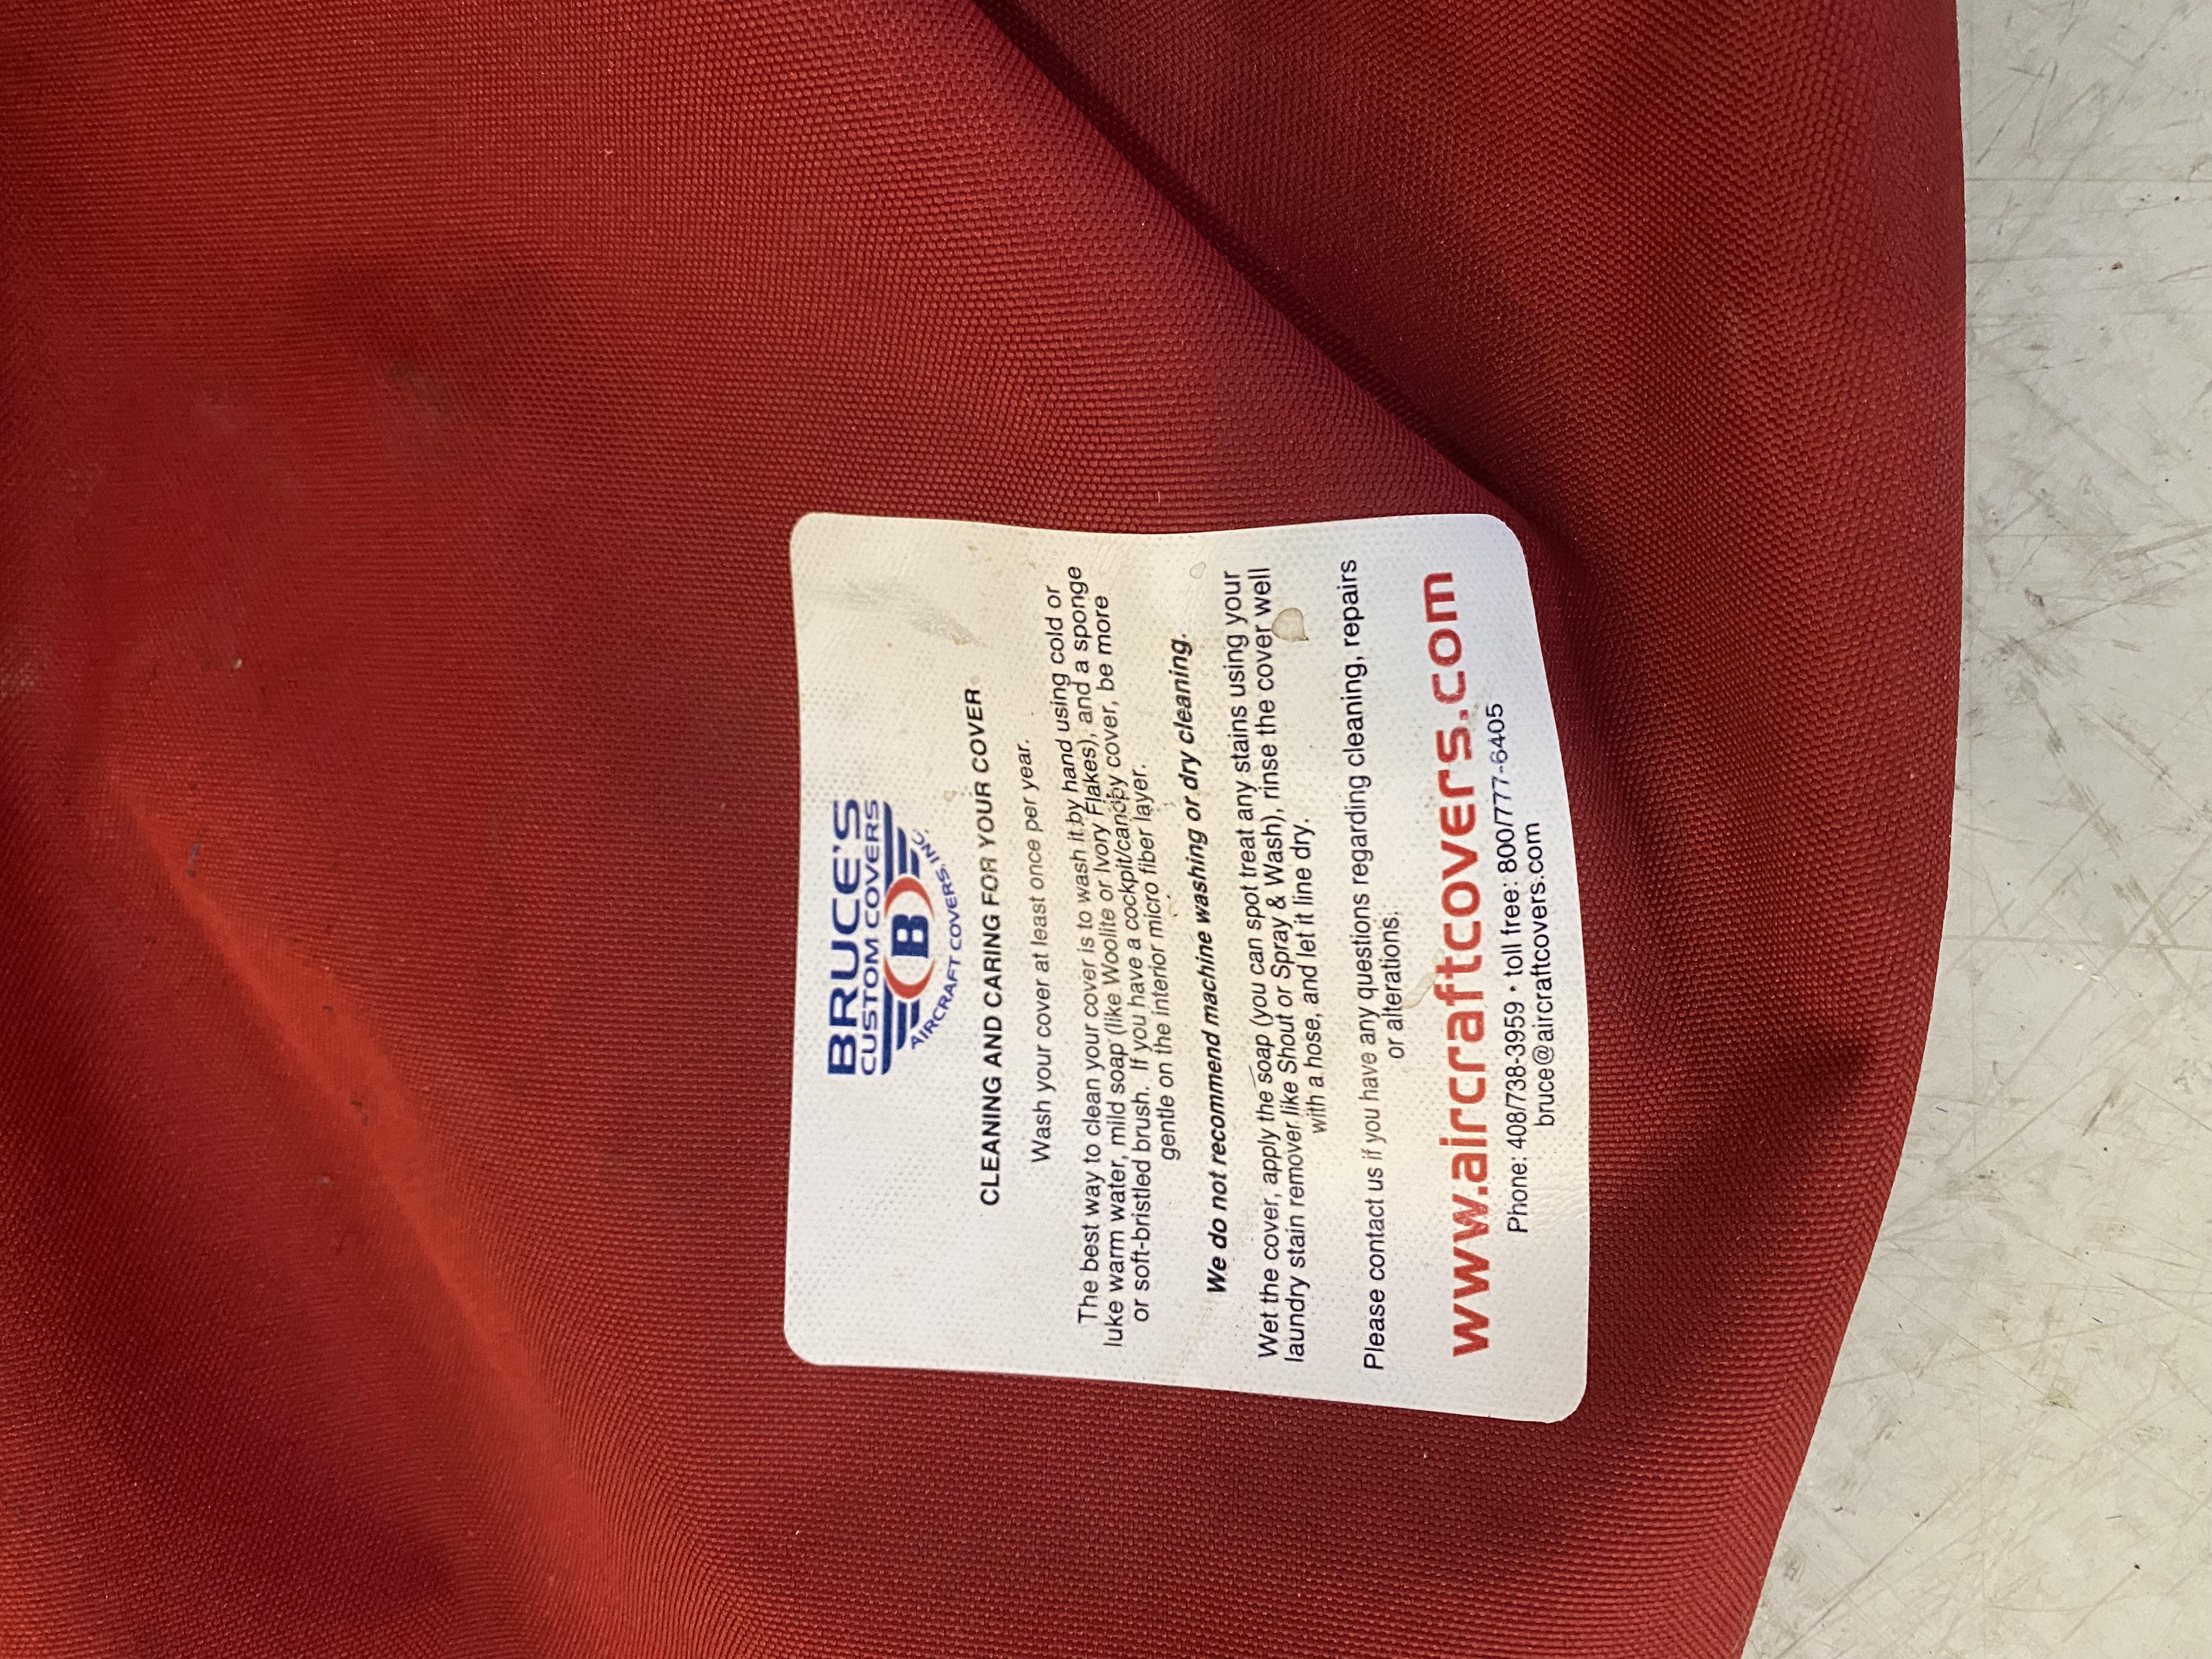 BRUCE'S
CUSTOM COVERS
B
AIRCRAFT COVERS, INC.
CLEANING AND CARING FOR YOUR COVER
Wash your cover at least once per year.
The best way to clean your cover is to wash it by hand using cold or
luke warm water, mild soap (like Woolite or Ivory Flakes), and a sponge
or soft-bristled brush. If you have a cockpit/canopy cover, be more
gentle on the interior micro fiber layer.
We do not recommend machine washing or dry cleaning.
Wet the cover, apply the soap (you can spot treat any stains using your
laundry stain remover like Shout or Spray & Wash), rinse the cover well
with a hose, and let it line dry.
Please contact us if you have any questions regarding cleaning, repairs
or alterations.
www.aircraftcovers.com
Phone: 408/738-3959 • toll free: 800/777-6405
bruce@aircraftcovers.com